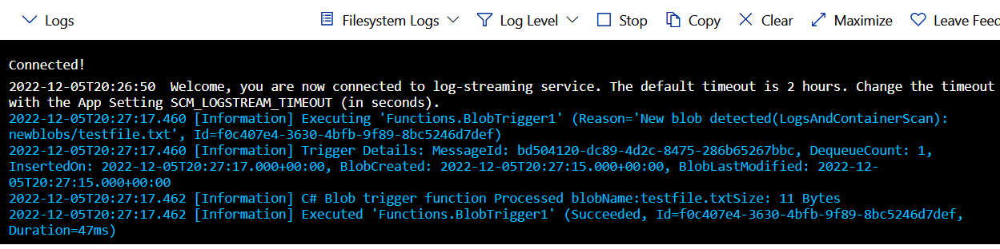 Logs Filesystem Logs Log Level Stop Copy Clear Maximize Leave Feed
Connected!
2022-12-05T20:26:50  Welcome, you are now connected to log-streaming service. The default timeout is 2 hours. Change the timeout
with the App Setting SCM_LOGSTREAM_TIMEOUT (in seconds).
2022-12-05T20:27:17.460 [Information] Executing 'Functions.BlobTrigger1' (Reason='New blob detected(LogsAndContainerScan):
newblobs/testfile.txt', Id=f0c407e4-3630-4bfb-9f89-8bc5246d7def)
2022-12-05T20:27:17.460 [Information] Trigger Details: MessageId: bd504120-dc89-4d2c-8475-286b65267bbc, DequeueCount: 1,
InsertedOn: 2022-12-05T20:27:17.000+00:00, BlobCreated: 2022-12-05T20:27:15.000+00:00, BlobLastModified: 2022-12-
05T20:27:15.000+00:00
2022-12-05T20:27:17.462 [Information] C# Blob trigger function Processed blobName:testfile.txtSize: 11 Bytes
2022-12-05T20:27:17.462 [Information] Executed 'Functions.BlobTrigger1' (Succeeded, Id=f0c407e4-3630-4bfb-9f89-8bc5246d7def,
Duration=47ms)